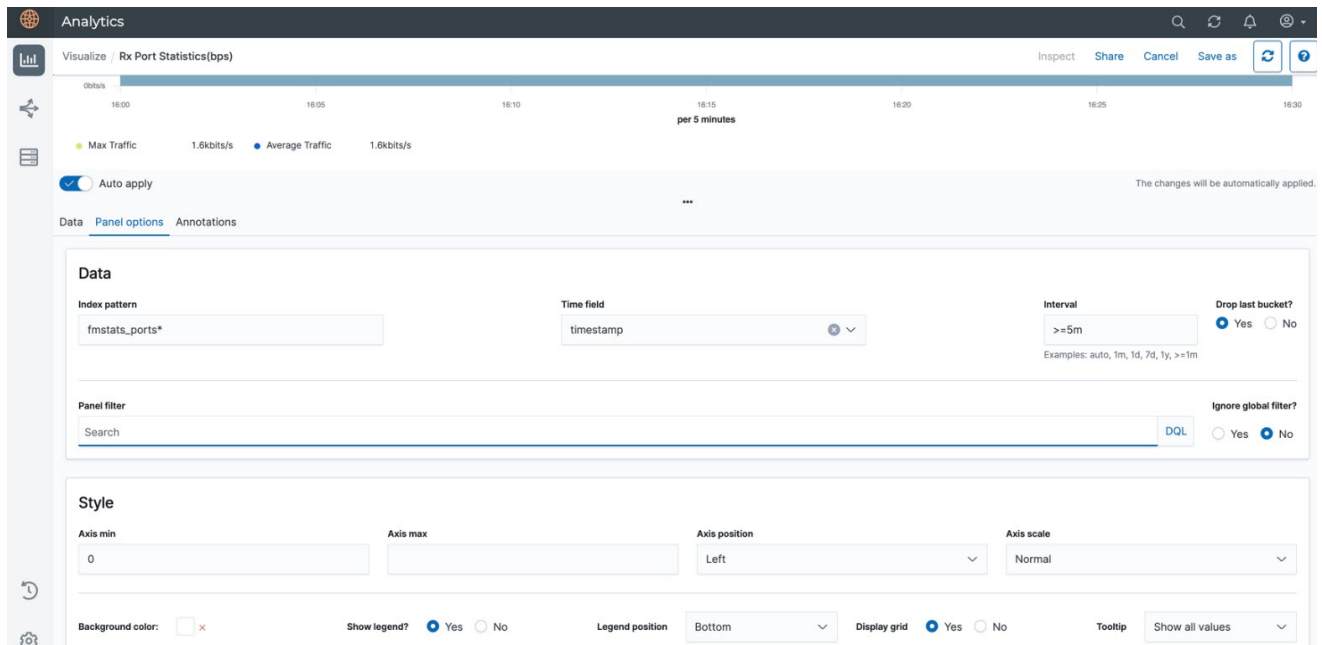 Analytics
Visualize / Rx Port Statistics(bps)
Inspect Share Cancel Save as
0bits/s
16:00 16:05 16:10 16:15 16:20 16:25 16:30
per 5 minutes
Max Traffic 1.6kbits/s Average Traffic 1.6kbits/s
Auto apply
The changes will be automatically applied.
Data Panel options Annotations
Data
Index pattern Time field Interval Drop last bucket?
fmstats_ports* timestamp >=5m Yes No
Examples: auto, 1m, 1d, 7d, 1y, >=1m
Panel filter Ignore global filter?
Search DQL Yes No
Style
Axis min Axis max Axis position Axis scale
0 Left Normal
Background color: Show legend? Yes No Legend position Bottom Display grid Yes No Tooltip Show all values